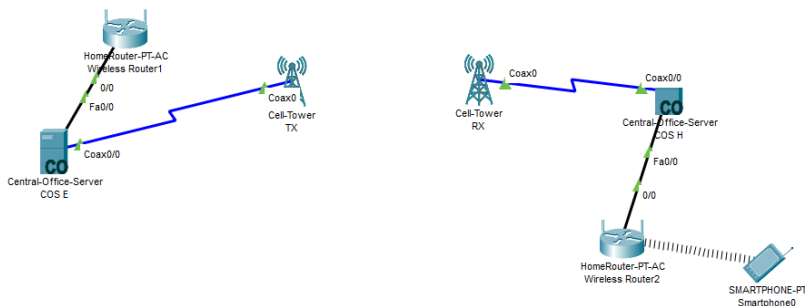 HomeRouter-PT-AC
Wireless Router1
0/0
Fa0/0
Coax0/0
Central-Office-Server
COS E
Coax0
Cell-Tower
TX
Coax0
Cell-Tower
RX
Coax0/0
Central-Office-Server
COS H
Fa0/0
0/0
HomeRouter-PT-AC
Wireless Router2
SMARTPHONE-PT
Smartphone0
CO
CO